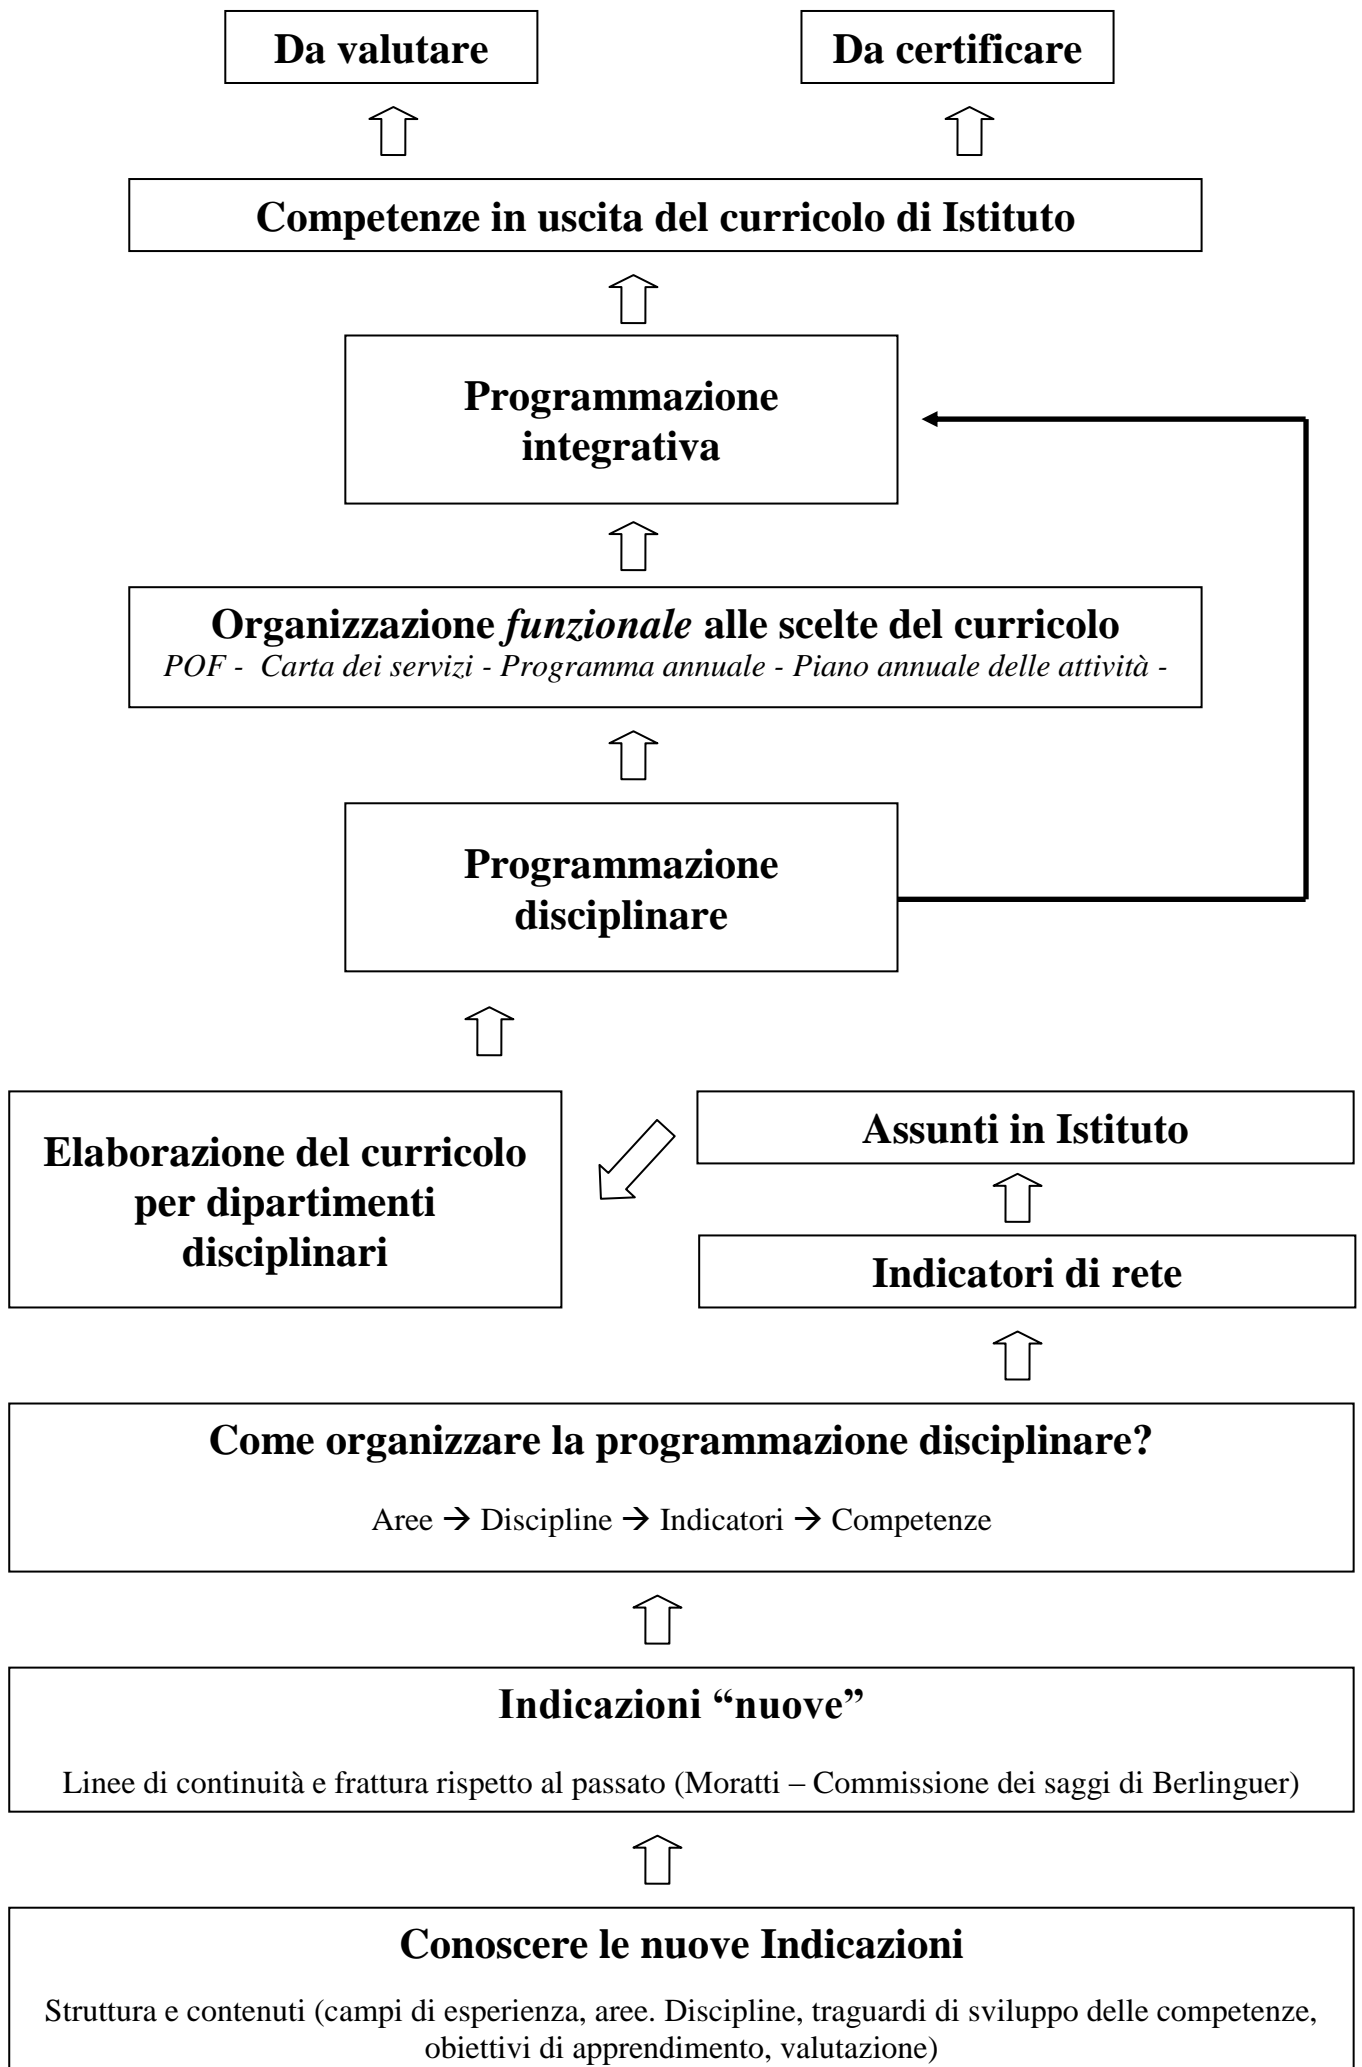 Da valutare
Da certificare
Competenze in uscita del curricolo di Istituto
Programmazione
integrativa
Organizzazione funzionale alle scelte del curricolo
POF - Carta dei servizi - Programma annuale - Piano annuale delle attività -
Programmazione
disciplinare
Elaborazione del curricolo
per dipartimenti
disciplinari
Assunti in Istituto
Indicatori di rete
Come organizzare la programmazione disciplinare?
Aree → Discipline → Indicatori → Competenze
Indicazioni “nuove”
Linee di continuità e frattura rispetto al passato (Moratti – Commissione dei saggi di Berlinguer)
Conoscere le nuove Indicazioni
Struttura e contenuti (campi di esperienza, aree. Discipline, traguardi di sviluppo delle competenze,
obiettivi di apprendimento, valutazione)